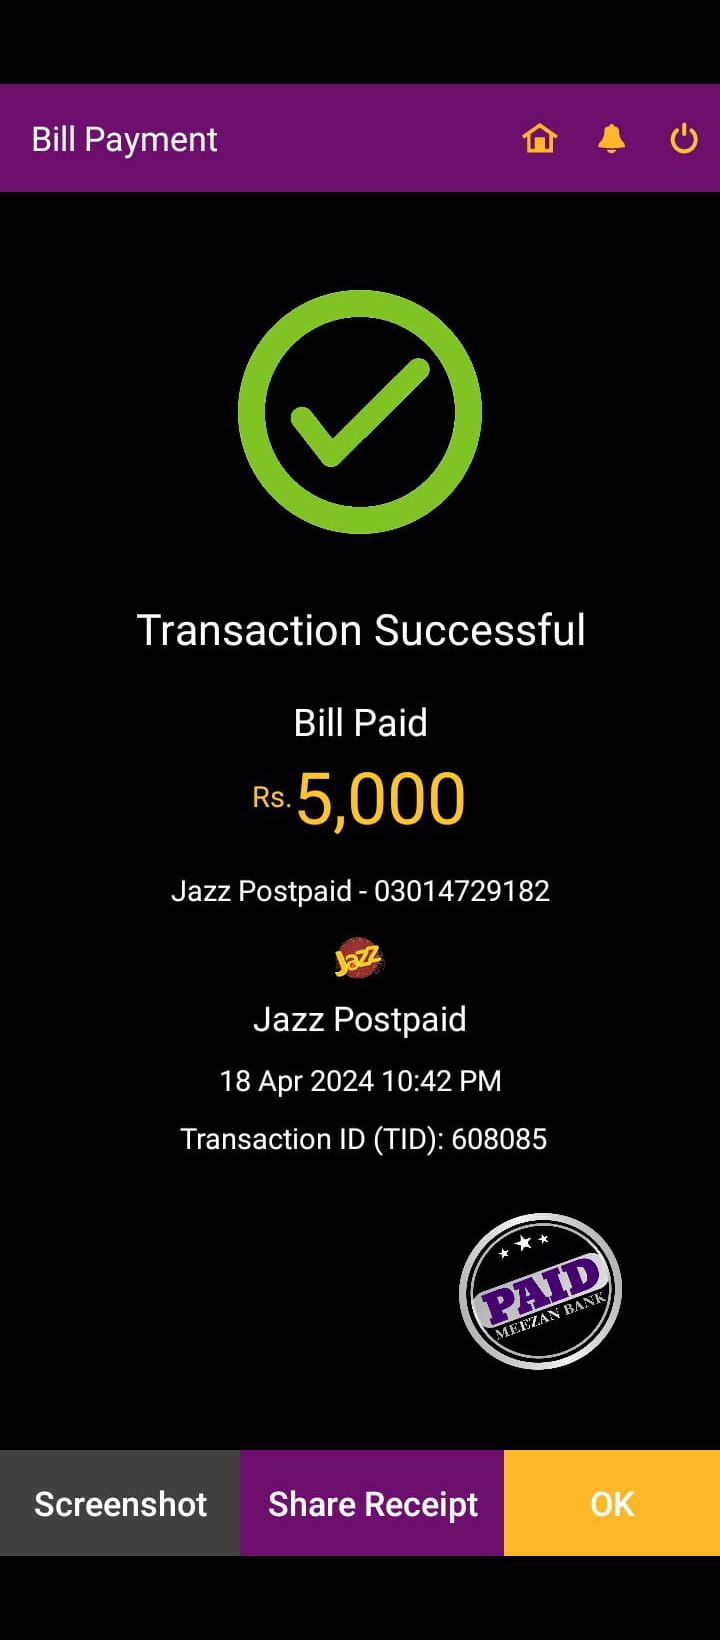 Bill Payment
Transaction Successful
Bill Paid
Rs.5,000
Jazz Postpaid - 03014729182
Jazz
Jazz Postpaid
18 Apr 2024 10:42 PM
Transaction ID (TID): 608085
PAID
MEEZAN BANK
Screenshot
Share Receipt
OK